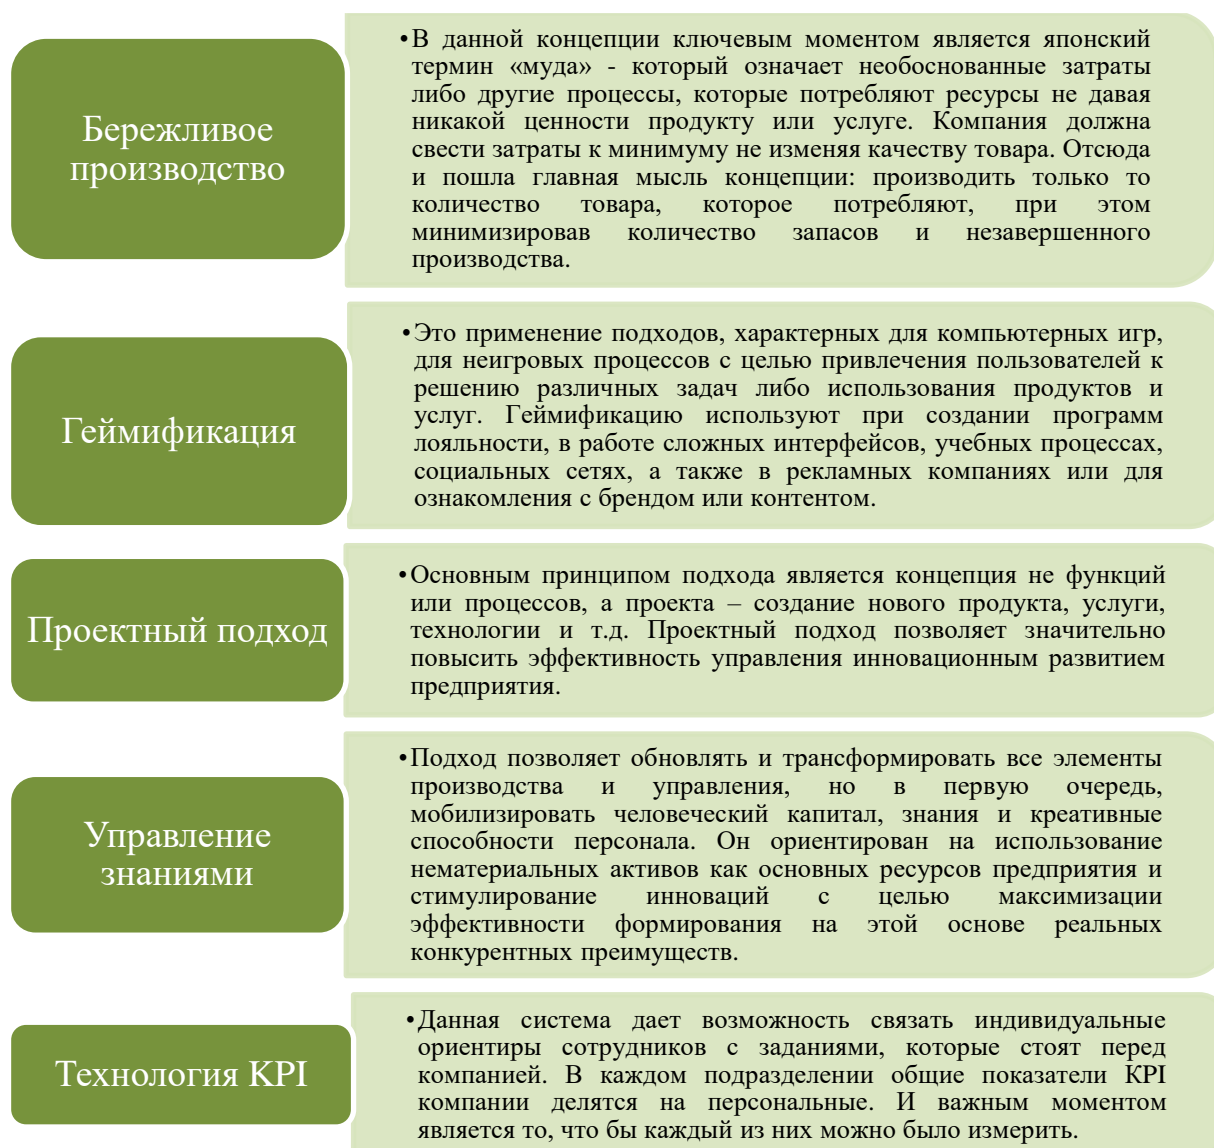 Бережливое
производство
•В данной концепции ключевым моментом является японский
термин «муда» - который означает необоснованные затраты
либо другие процессы, которые потребляют ресурсы не давая
никакой ценности продукту или услуге. Компания должна
свести затраты к минимуму не изменяя качеству товара. Отсюда
и пошла главная мысль концепции: производить только то
количество товара, которое потребляют, при этом
минимизировав количество запасов и незавершенного
производства.
Геймификация
•Это применение подходов, характерных для компьютерных игр,
для неигровых процессов с целью привлечения пользователей к
решению различных задач либо использования продуктов и
услуг. Геймификацию используют при создании программ
лояльности, в работе сложных интерфейсов, учебных процессах,
социальных сетях, а также в рекламных компаниях или для
ознакомления с брендом или контентом.
Проектный подход
•Основным принципом подхода является концепция не функций
или процессов, а проекта – создание нового продукта, услуги,
технологии и т.д. Проектный подход позволяет значительно
повысить эффективность управления инновационным развитием
предприятия.
Управление
знаниями
•Подход позволяет обновлять и трансформировать все элементы
производства и управления, но в первую очередь,
мобилизировать человеческий капитал, знания и креативные
способности персонала. Он ориентирован на использование
нематериальных активов как основных ресурсов предприятия и
стимулирование инноваций с целью максимизации
эффективности формирования на этой основе реальных
конкурентных преимуществ.
Технология KPI
•Данная система дает возможность связать индивидуальные
ориентиры сотрудников с заданиями, которые стоят перед
компанией. В каждом подразделении общие показатели KPI
компании делятся на персональные. И важным моментом
является то, что бы каждый из них можно было измерить.